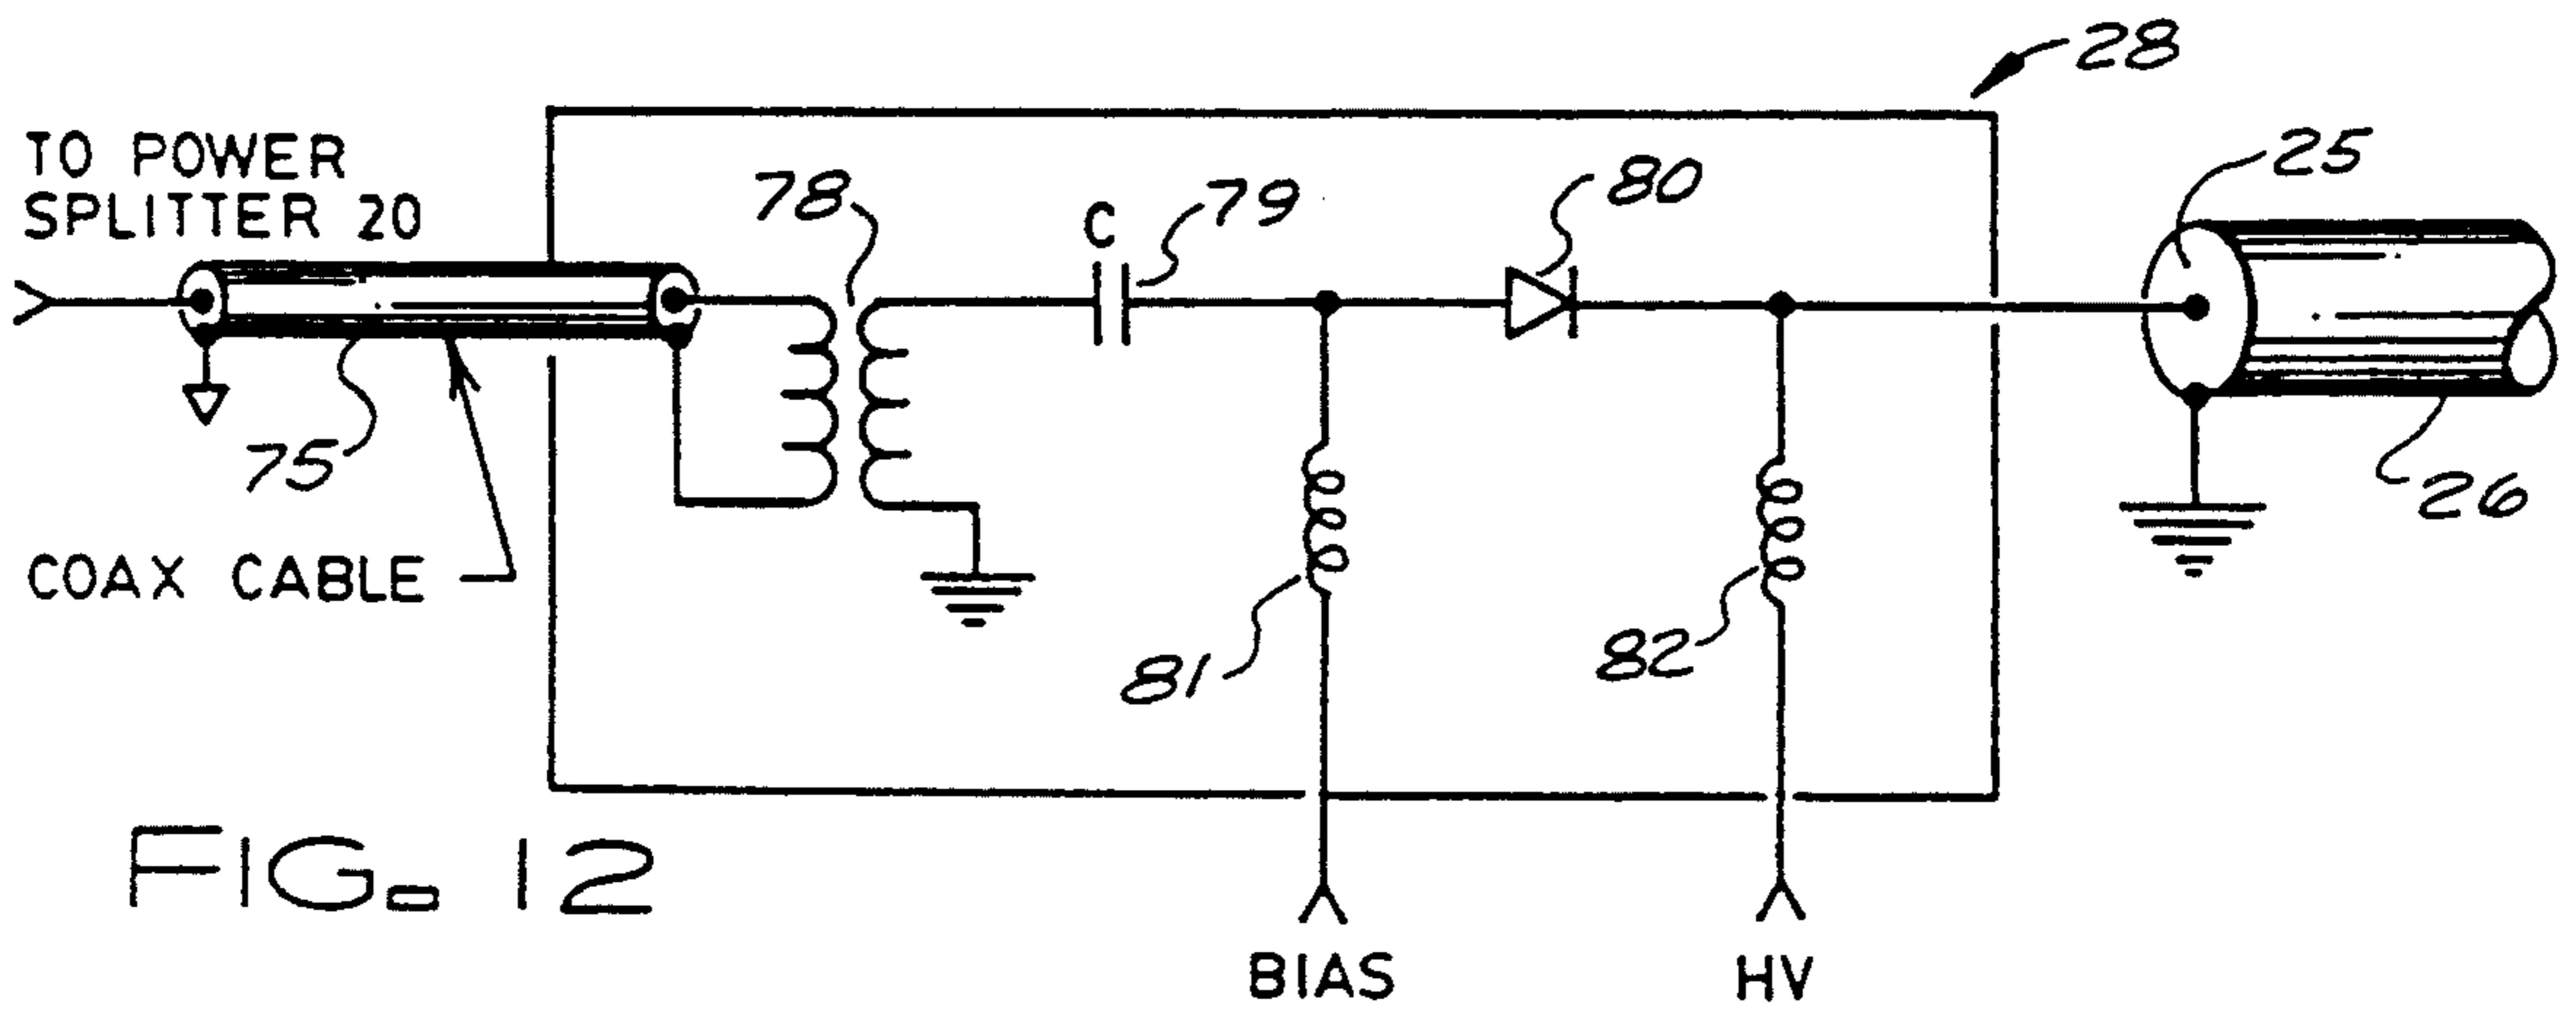 28
TO POWER
SPLITTER 20
78
C
79
80
25
75
26
COAX CABLE
81
82
FIG. 12
BIAS
HV